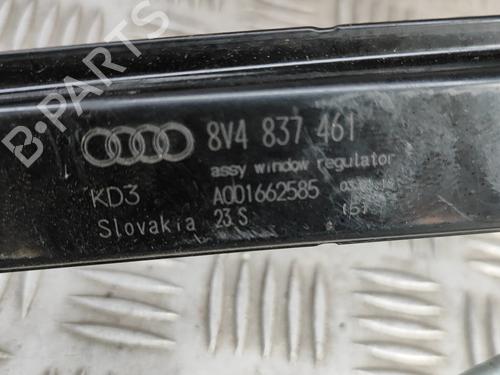 B-PARTS
8V4 837 461
assy window regulator
KD3 A001662585
Slovakia 23 S